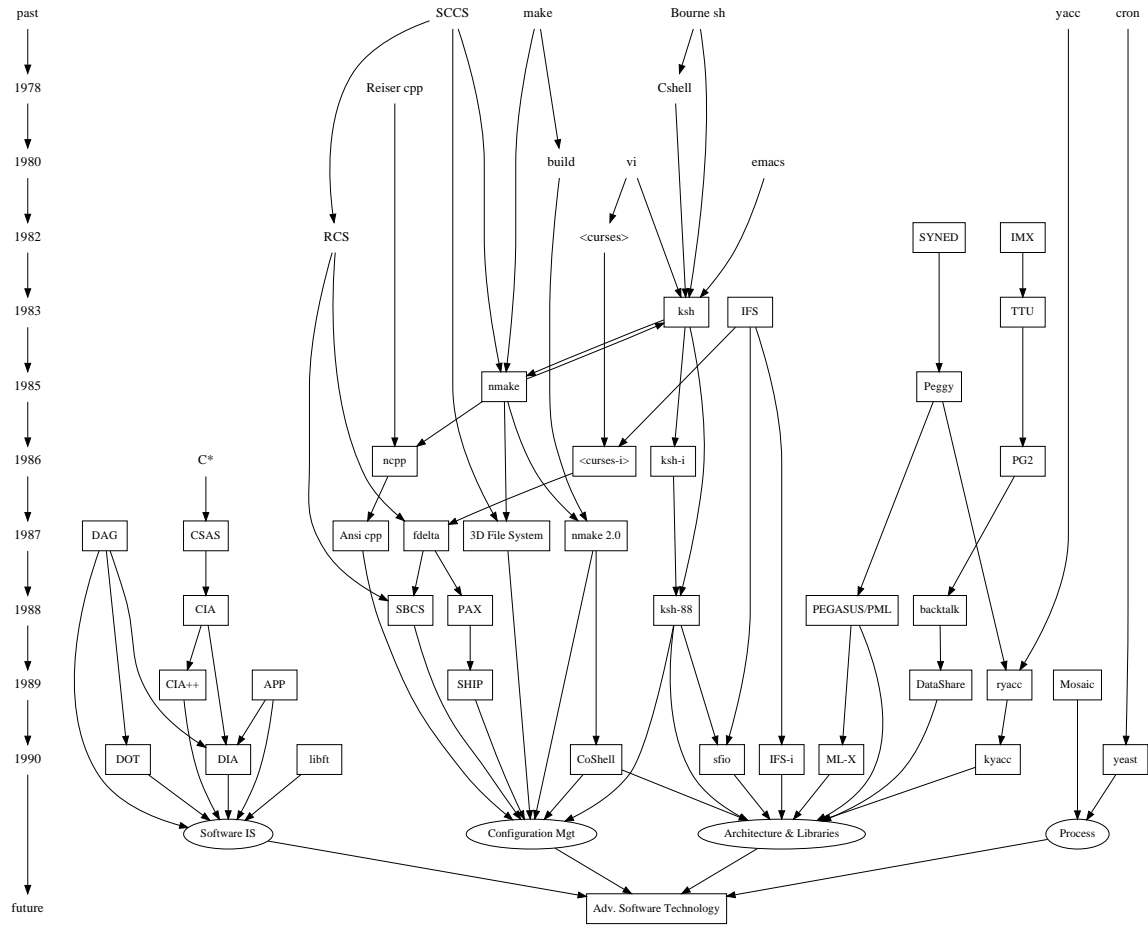 past
SCCS
make
Bourne sh
yacc
cron
1978
Reiser cpp
Cshell
1980
build
vi
emacs
1982
RCS
<curses>
SYNED
IMX
1983
ksh
IFS
TTU
1985
nmake
Peggy
1986
C*
ncpp
<curses-i>
ksh-i
PG2
1987
DAG
CSAS
Ansi cpp
fdelta
3D File System
nmake 2.0
1988
CIA
SBCS
PAX
ksh-88
PEGASUS/PML
backtalk
1989
CIA++
APP
SHIP
DataShare
ryacc
Mosaic
1990
DOT
DIA
libft
CoShell
sfio
IFS-i
ML-X
kyacc
yeast
Software IS
Configuration Mgt
Architecture & Libraries
Process
future
Adv. Software Technology